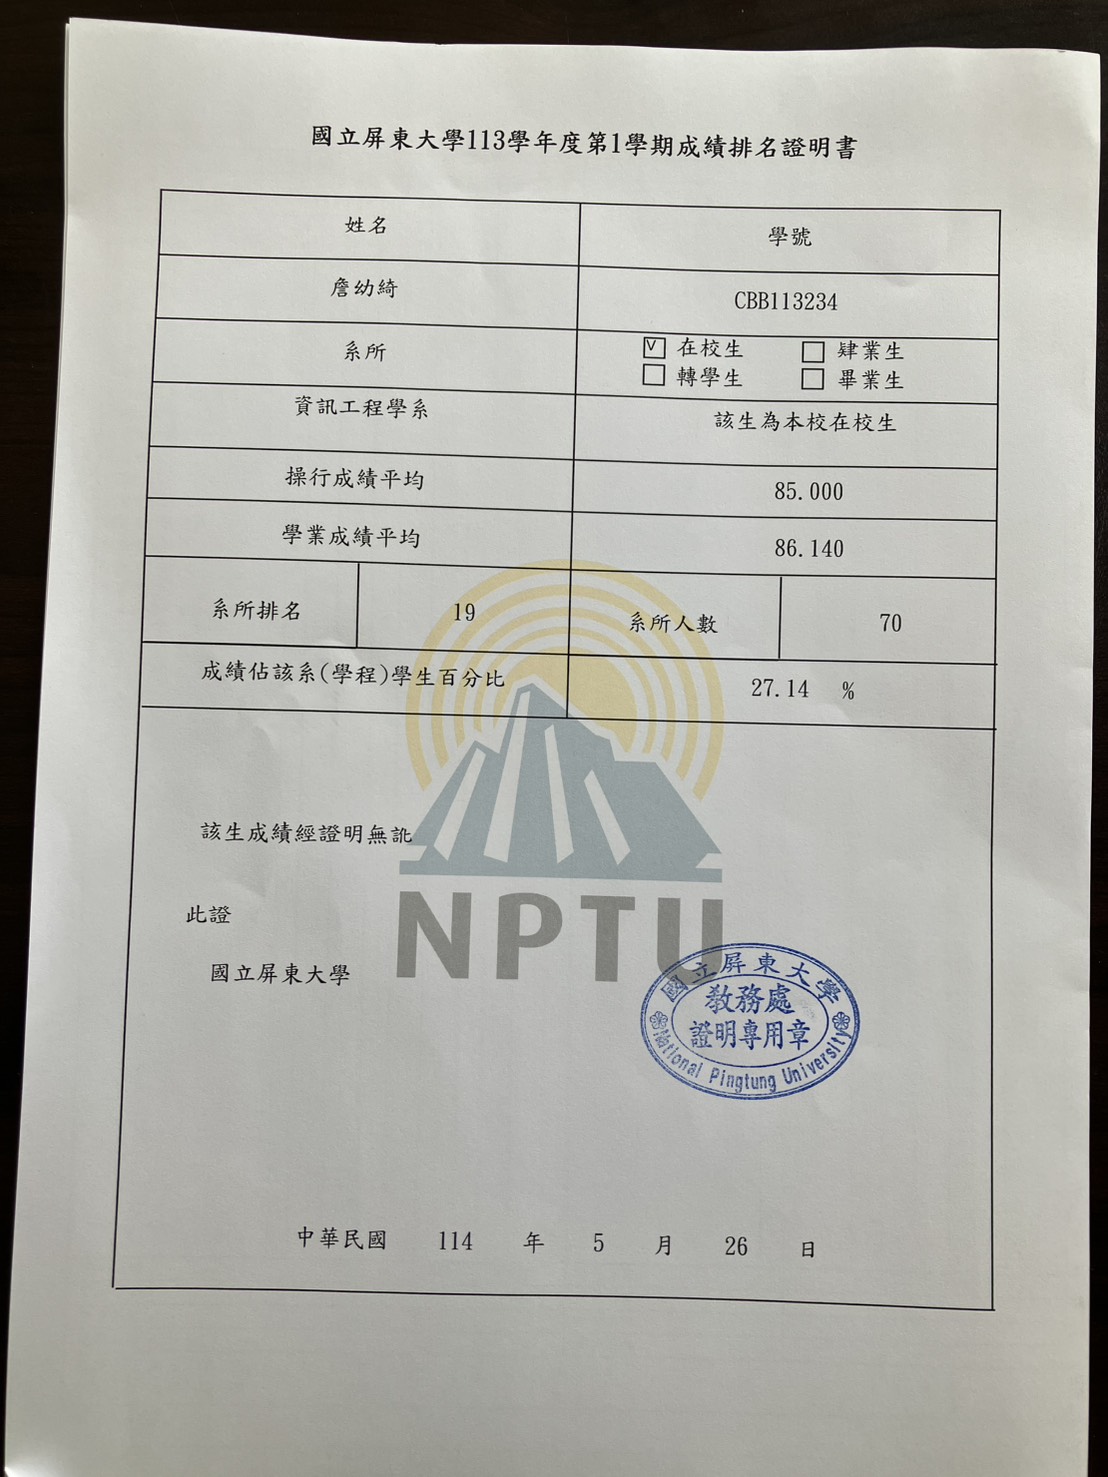 國立屏東大學113學年度第1學期成績排名證明書
姓名 學號
詹幼綺 CBB113234
系所 ☑ 在校生 ☐ 肆業生
☐ 轉學生 ☐ 畢業生
資訊工程學系 該生為本校在校生
操行成績平均 85.000
學業成績平均 86.140
系所排名 19 系所人數 70
成績佔該系(學程)學生百分比 27.14 %
該生成績經證明無訛
此證
國立屏東大學
NPTU
國立屏東大學
教務處
證明專用章
National Pingtung University
中華民國 114 年 5 月 26 日